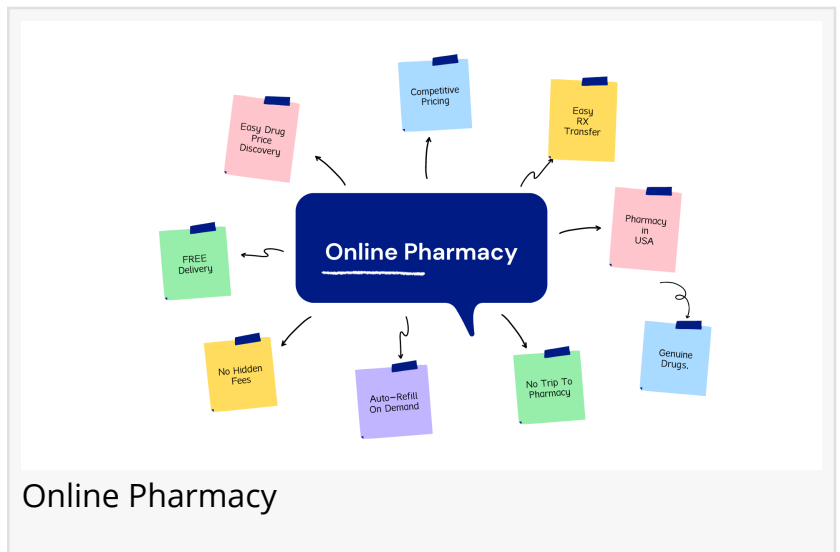 Competitive
Pricing
Easy
RX
Transfer
Easy Drug
Price
Discovery
Pharmacy
in
USA
Online Pharmacy
FREE
Delivery
Genuine
Drugs.
No Hidden
Fees
Auto-Refill
On Demand
No Trip To
Pharmacy
Online Pharmacy